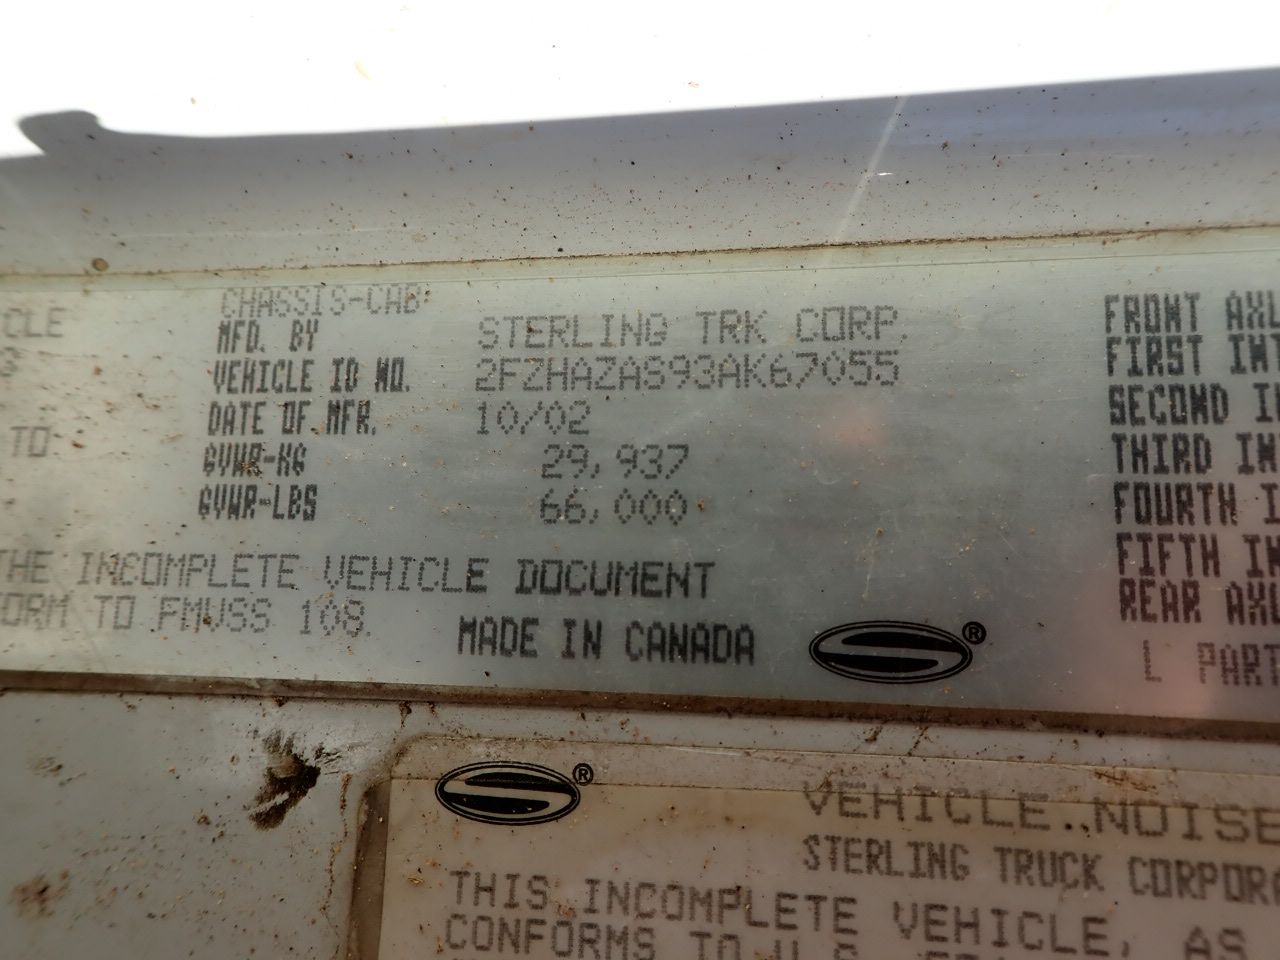 CHASSIS-CAB
CLE
MFD. BY STERLING TRK CORP.
3
VEHICLE ID NO. 2FZHAZAS93AK67055
DATE OF MFR. 10/02
TO
GVWR-KG 29,937
GVWR-LBS 66,000
THE INCOMPLETE VEHICLE DOCUMENT
ORM TO FMVSS 108.
MADE IN CANADA
®
FRONT AXL
FIRST INT
SECOND I
THIRD IN
FOURTH I
FIFTH IN
REAR AXL
L PART
®
VEHICLE NOISE
STERLING TRUCK CORPOR
THIS INCOMPLETE VEHICLE, AS
CONFORMS TO U.S.